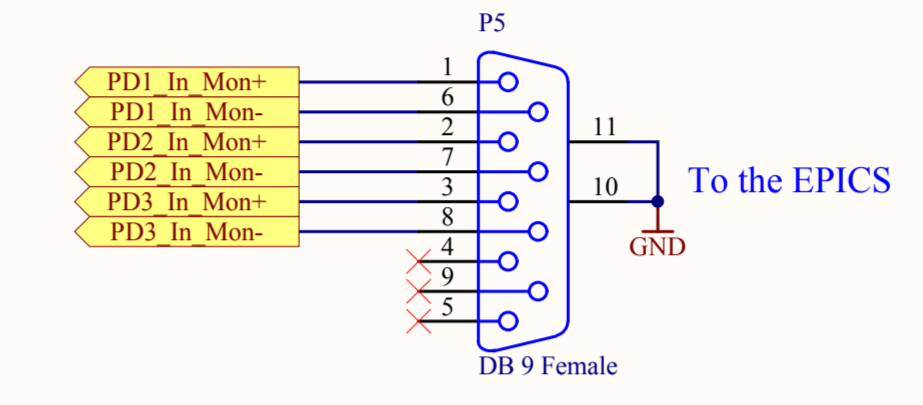 P5
PD1_In_Mon+ 1
PD1_In_Mon- 6
PD2_In_Mon+ 2
PD2_In_Mon- 7
PD3_In_Mon+ 3
PD3_In_Mon- 8
4
9
5
11
10
To the EPICS
GND
DB 9 Female